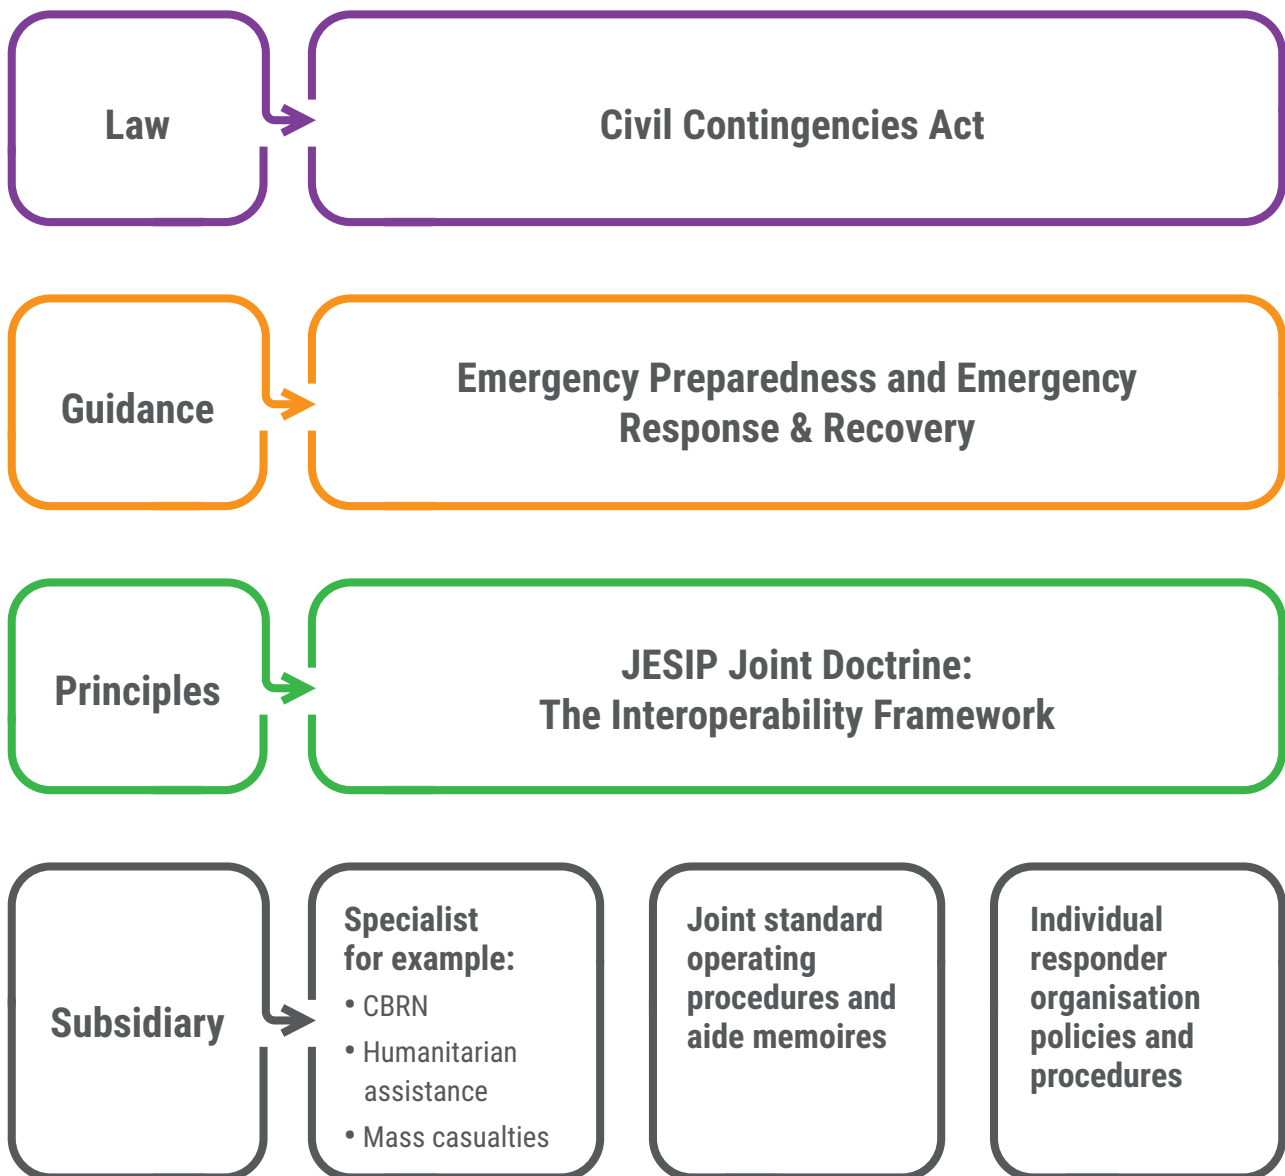 Law
Civil Contingencies Act
Guidance
Emergency Preparedness and Emergency
Response & Recovery
Principles
JESIP Joint Doctrine:
The Interoperability Framework
Subsidiary
Specialist
for example:
• CBRN
• Humanitarian
assistance
• Mass casualties
Joint standard
operating
procedures and
aide memoires
Individual
responder
organisation
policies and
procedures